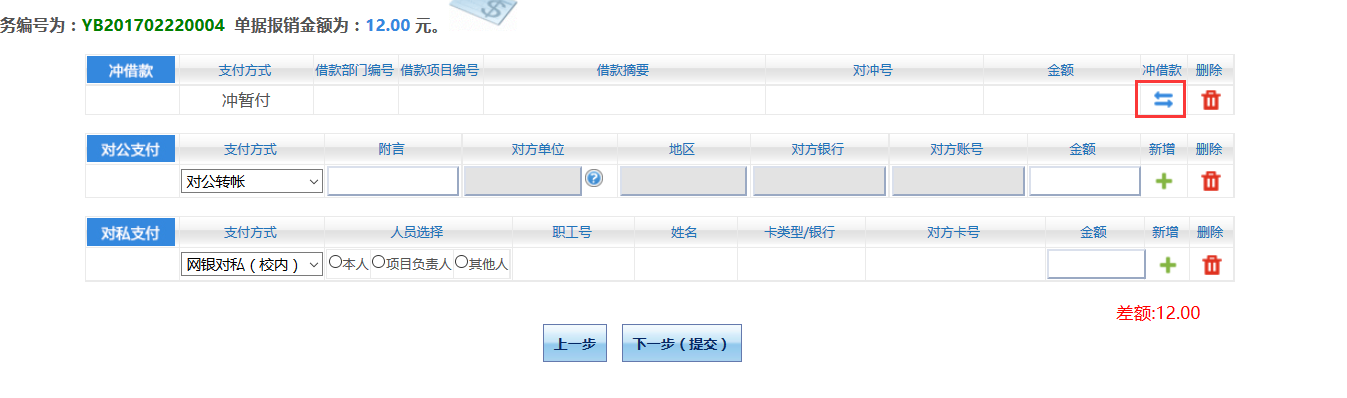 务编号为：YB201702220004 单据报销金额为：12.00 元。
冲借款 支付方式 借款部门编号 借款项目编号 借款摘要 对冲号 金额 冲借款 删除
冲暂付
对公支付 支付方式 附言 对方单位 地区 对方银行 对方账号 金额 新增 删除
对公转帐
对私支付 支付方式 人员选择 职工号 姓名 卡类型/银行 对方卡号 金额 新增 删除
网银对私（校内） 本人 项目负责人 其他人
差额:12.00
上一步 下一步（提交）